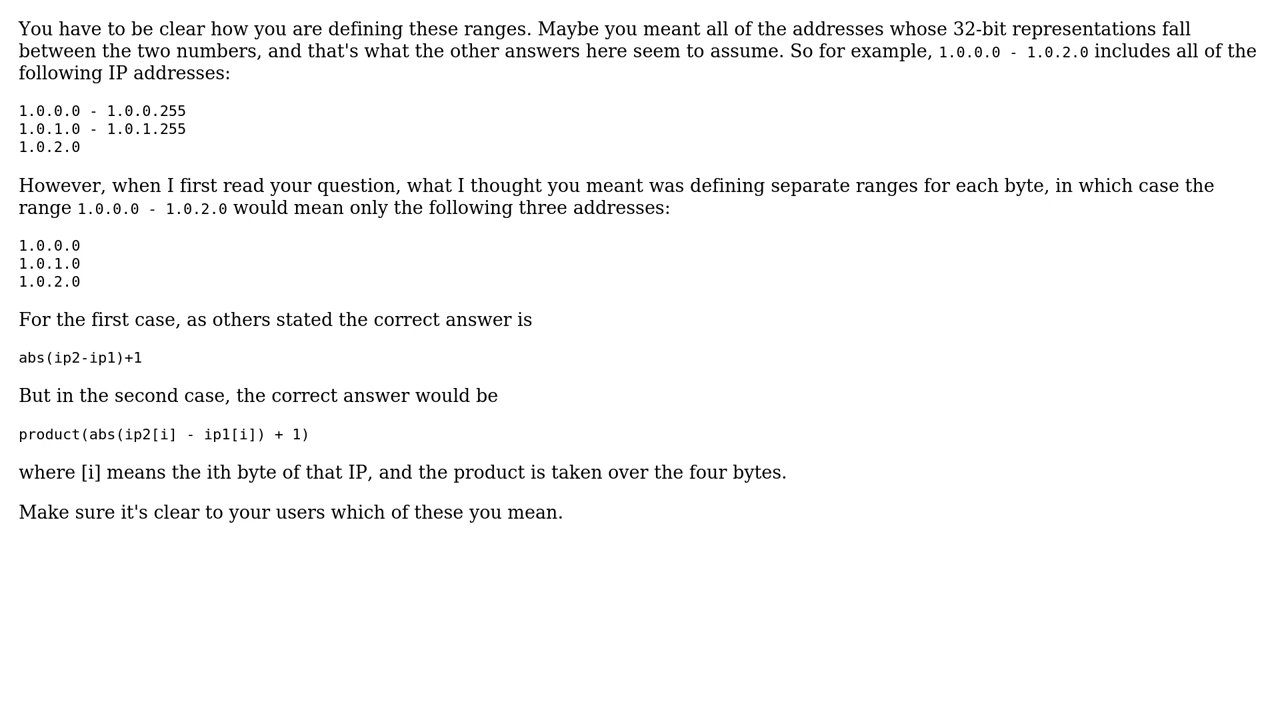 You have to be clear how you are defining these ranges. Maybe you meant all of the addresses whose 32-bit representations fall
between the two numbers, and that's what the other answers here seem to assume. So for example, 1.0.0.0 - 1.0.2.0 includes all of the
following IP addresses:
1.0.0.0 - 1.0.0.255
1.0.1.0 - 1.0.1.255
1.0.2.0
However, when I first read your question, what I thought you meant was defining separate ranges for each byte, in which case the
range 1.0.0.0 - 1.0.2.0 would mean only the following three addresses:
1.0.0.0
1.0.1.0
1.0.2.0
For the first case, as others stated the correct answer is
abs(ip2-ip1)+1
But in the second case, the correct answer would be
product(abs(ip2[i] - ip1[i]) + 1)
where [i] means the ith byte of that IP, and the product is taken over the four bytes.
Make sure it's clear to your users which of these you mean.